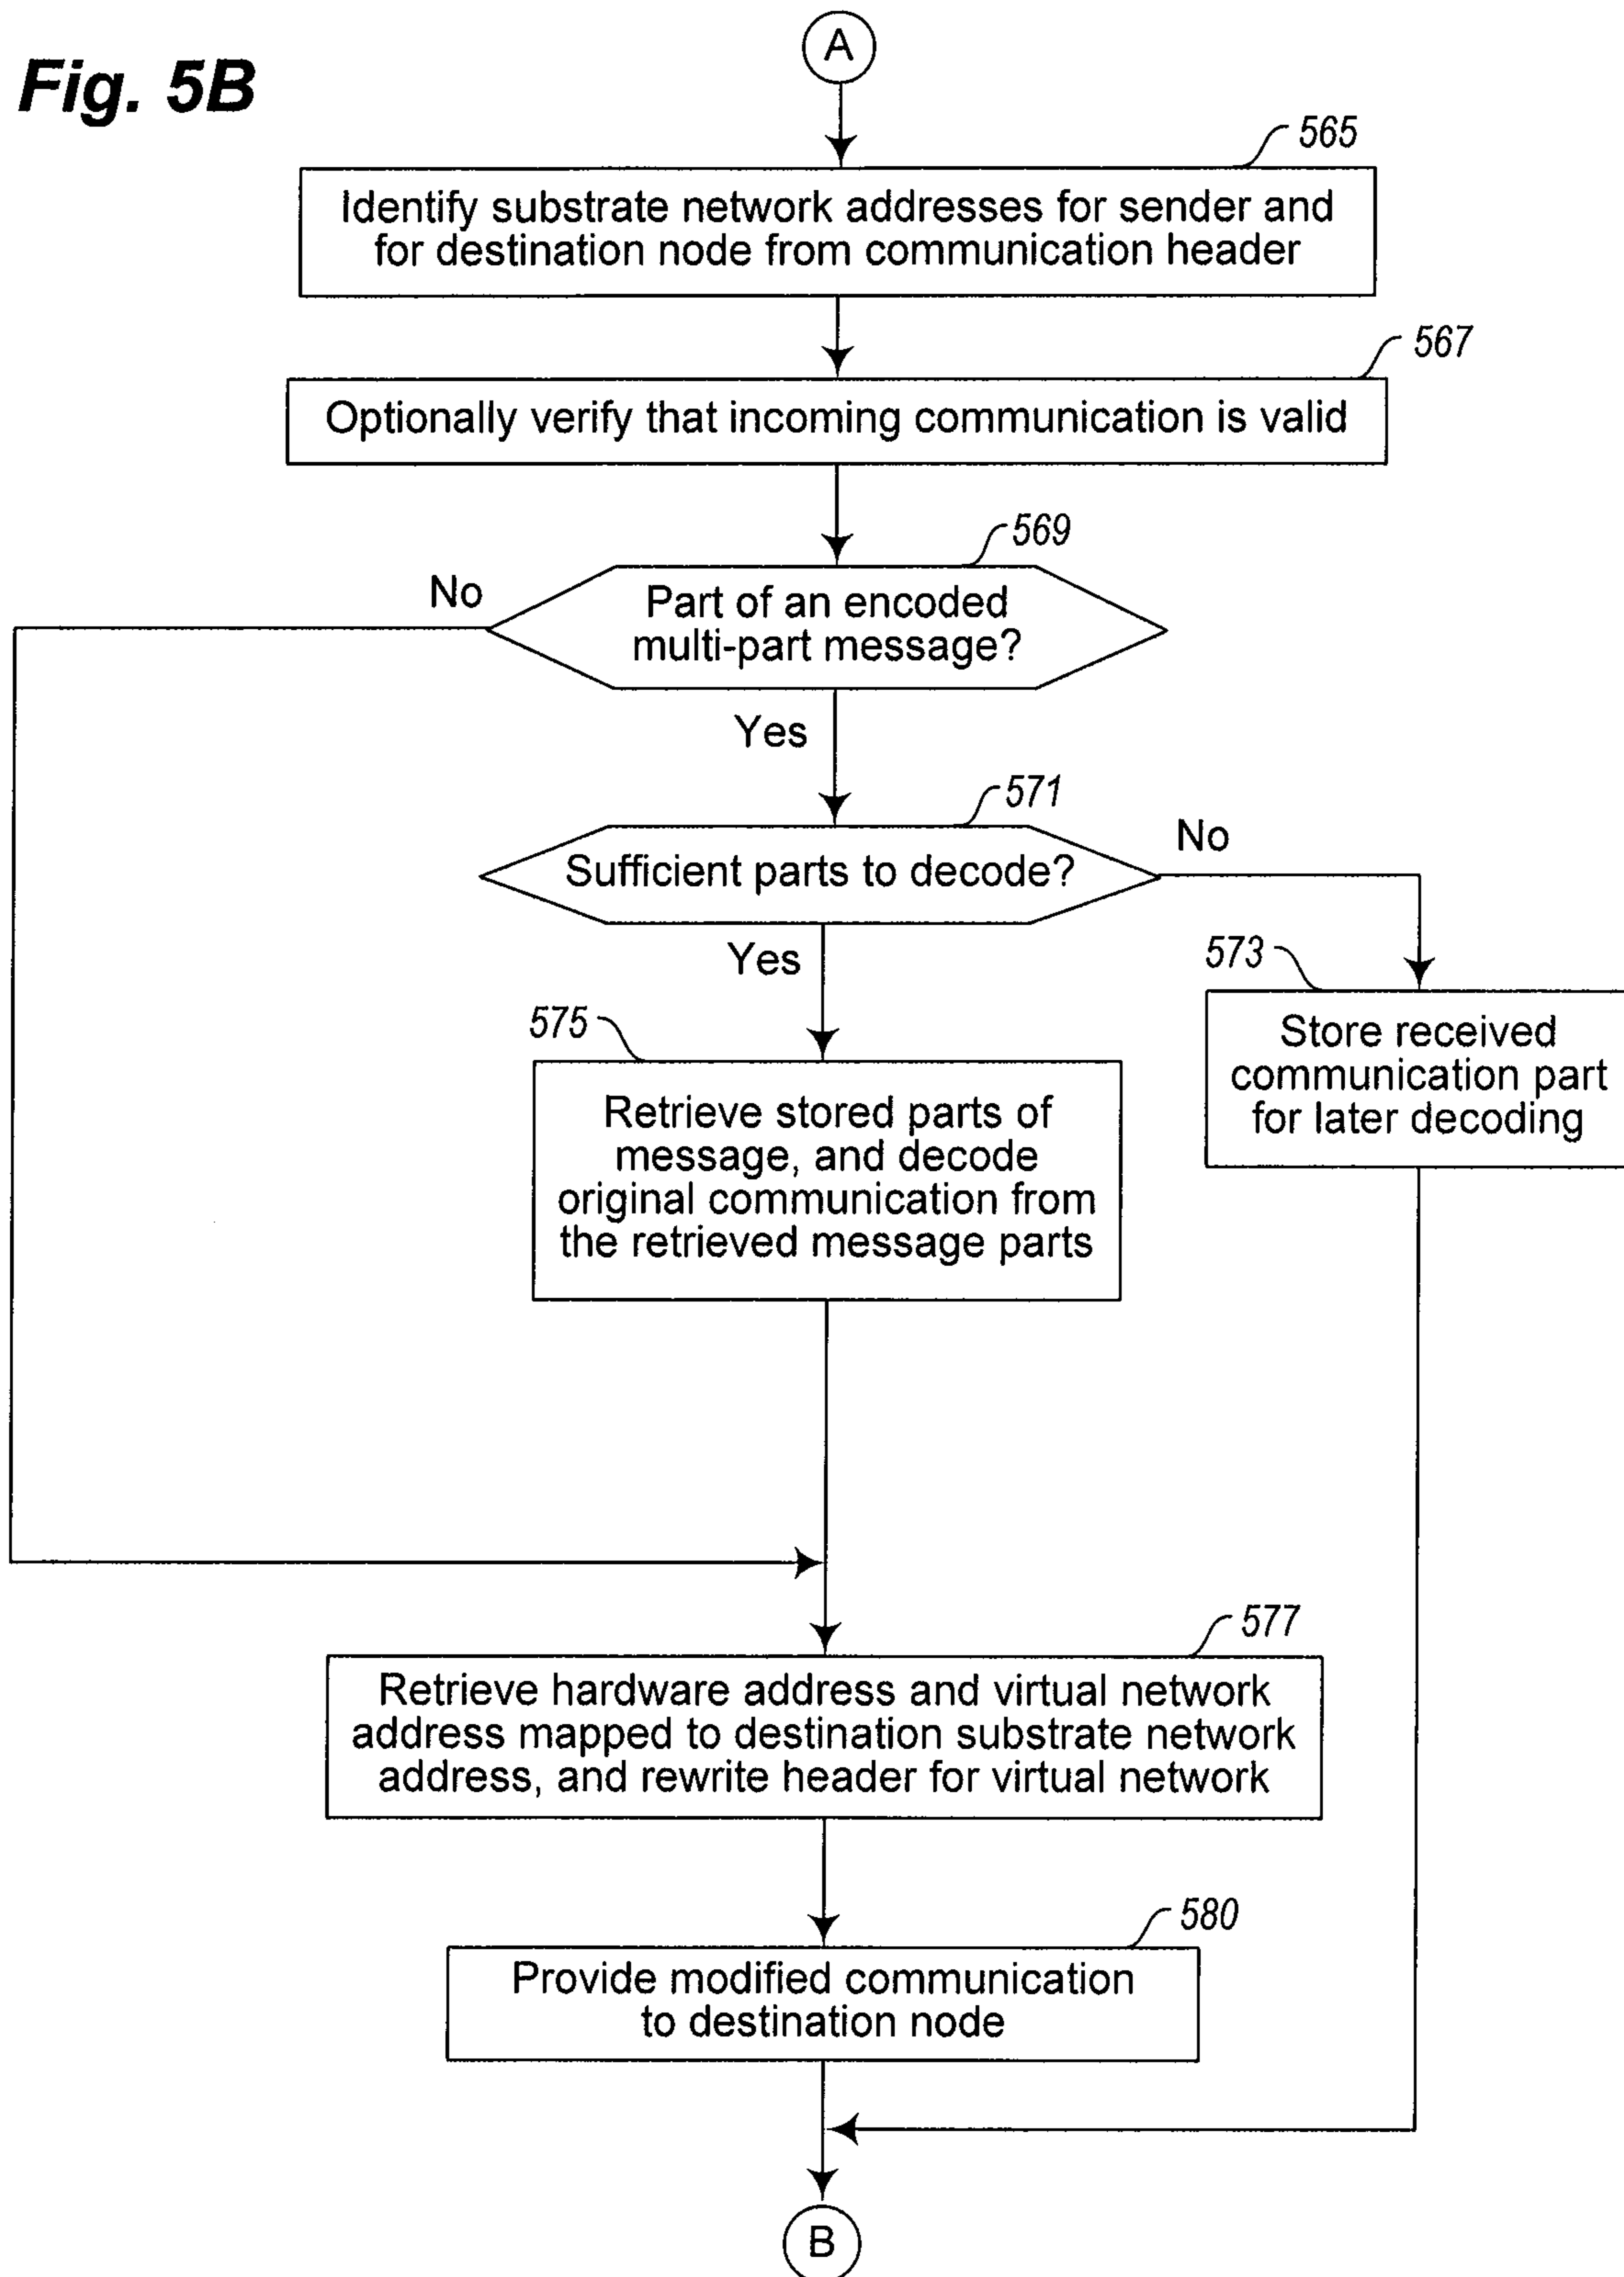 Fig. 5B
A
565
Identify substrate network addresses for sender and
for destination node from communication header
567
Optionally verify that incoming communication is valid
569
No
Part of an encoded
multi-part message?
Yes
571
Sufficient parts to decode?
No
Yes
573
Store received
communication part
for later decoding
575
Retrieve stored parts of
message, and decode
original communication from
the retrieved message parts
577
Retrieve hardware address and virtual network
address mapped to destination substrate network
address, and rewrite header for virtual network
580
Provide modified communication
to destination node
B